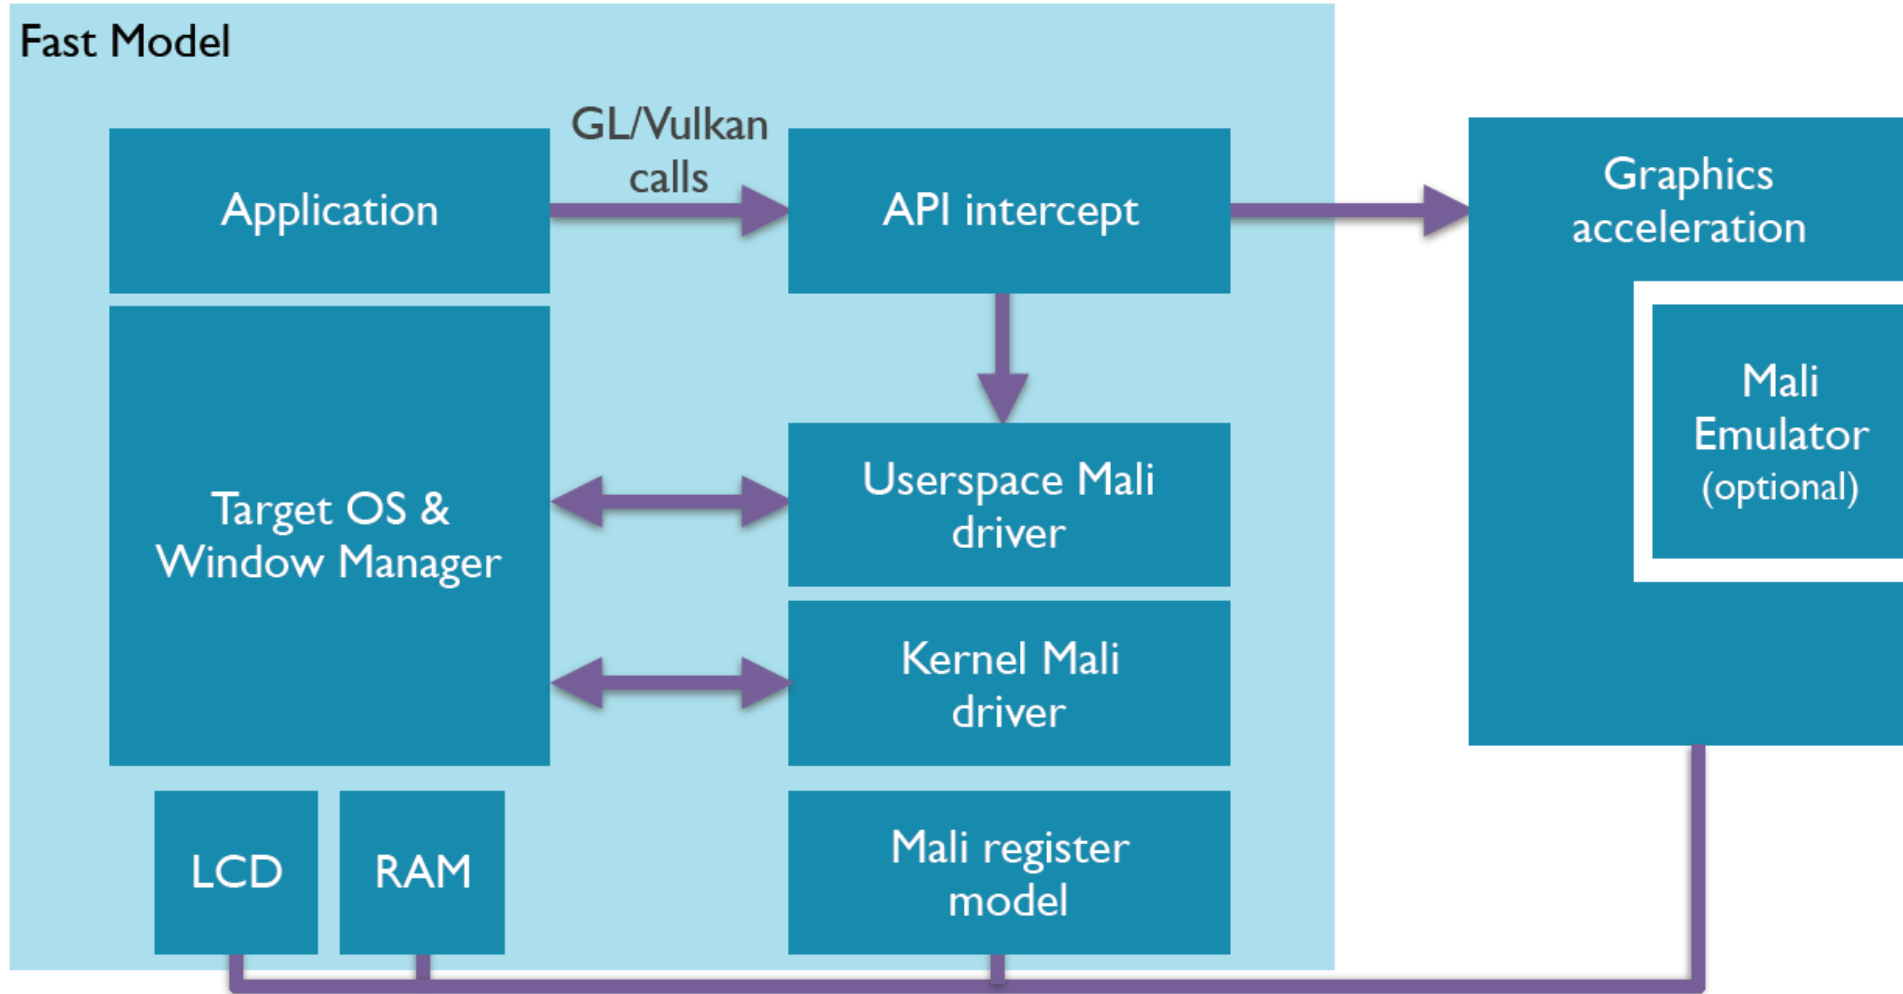 Fast Model
GL/Vulkan
calls
Application
API intercept
Graphics
acceleration
Mali
Emulator
(optional)
Target OS &
Window Manager
Userspace Mali
driver
Kernel Mali
driver
LCD
RAM
Mali register
model